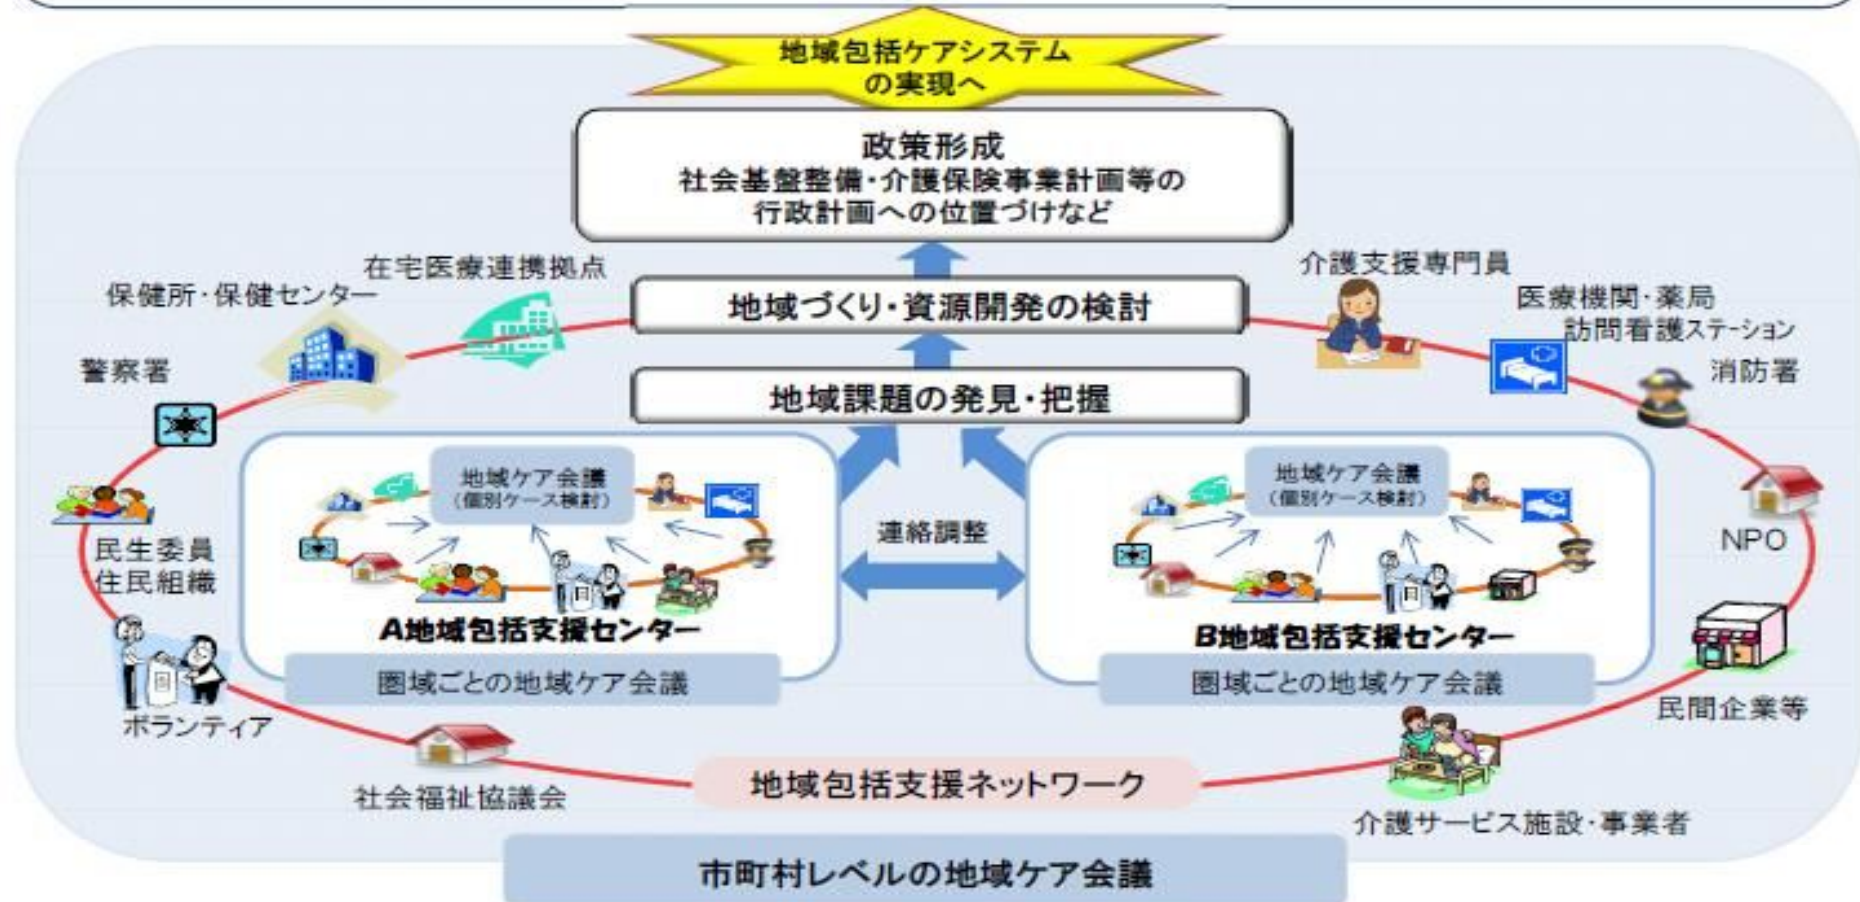 地域包括ケアシステム
の実現へ
政策形成
社会基盤整備・介護保険事業計画等の
行政計画への位置づけなど
地域づくり・資源開発の検討
地域課題の発見・把握
在宅医療連携拠点
保健所・保健センター
警察署
民生委員
住民組織
ボランティア
社会福祉協議会
介護支援専門員
医療機関・薬局
訪問看護ステーション
消防署
NPO
民間企業等
介護サービス施設・事業者
地域ケア会議
(個別ケース検討)
A地域包括支援センター
圏域ごとの地域ケア会議
連絡調整
地域ケア会議
(個別ケース検討)
B地域包括支援センター
圏域ごとの地域ケア会議
地域包括支援ネットワーク
市町村レベルの地域ケア会議